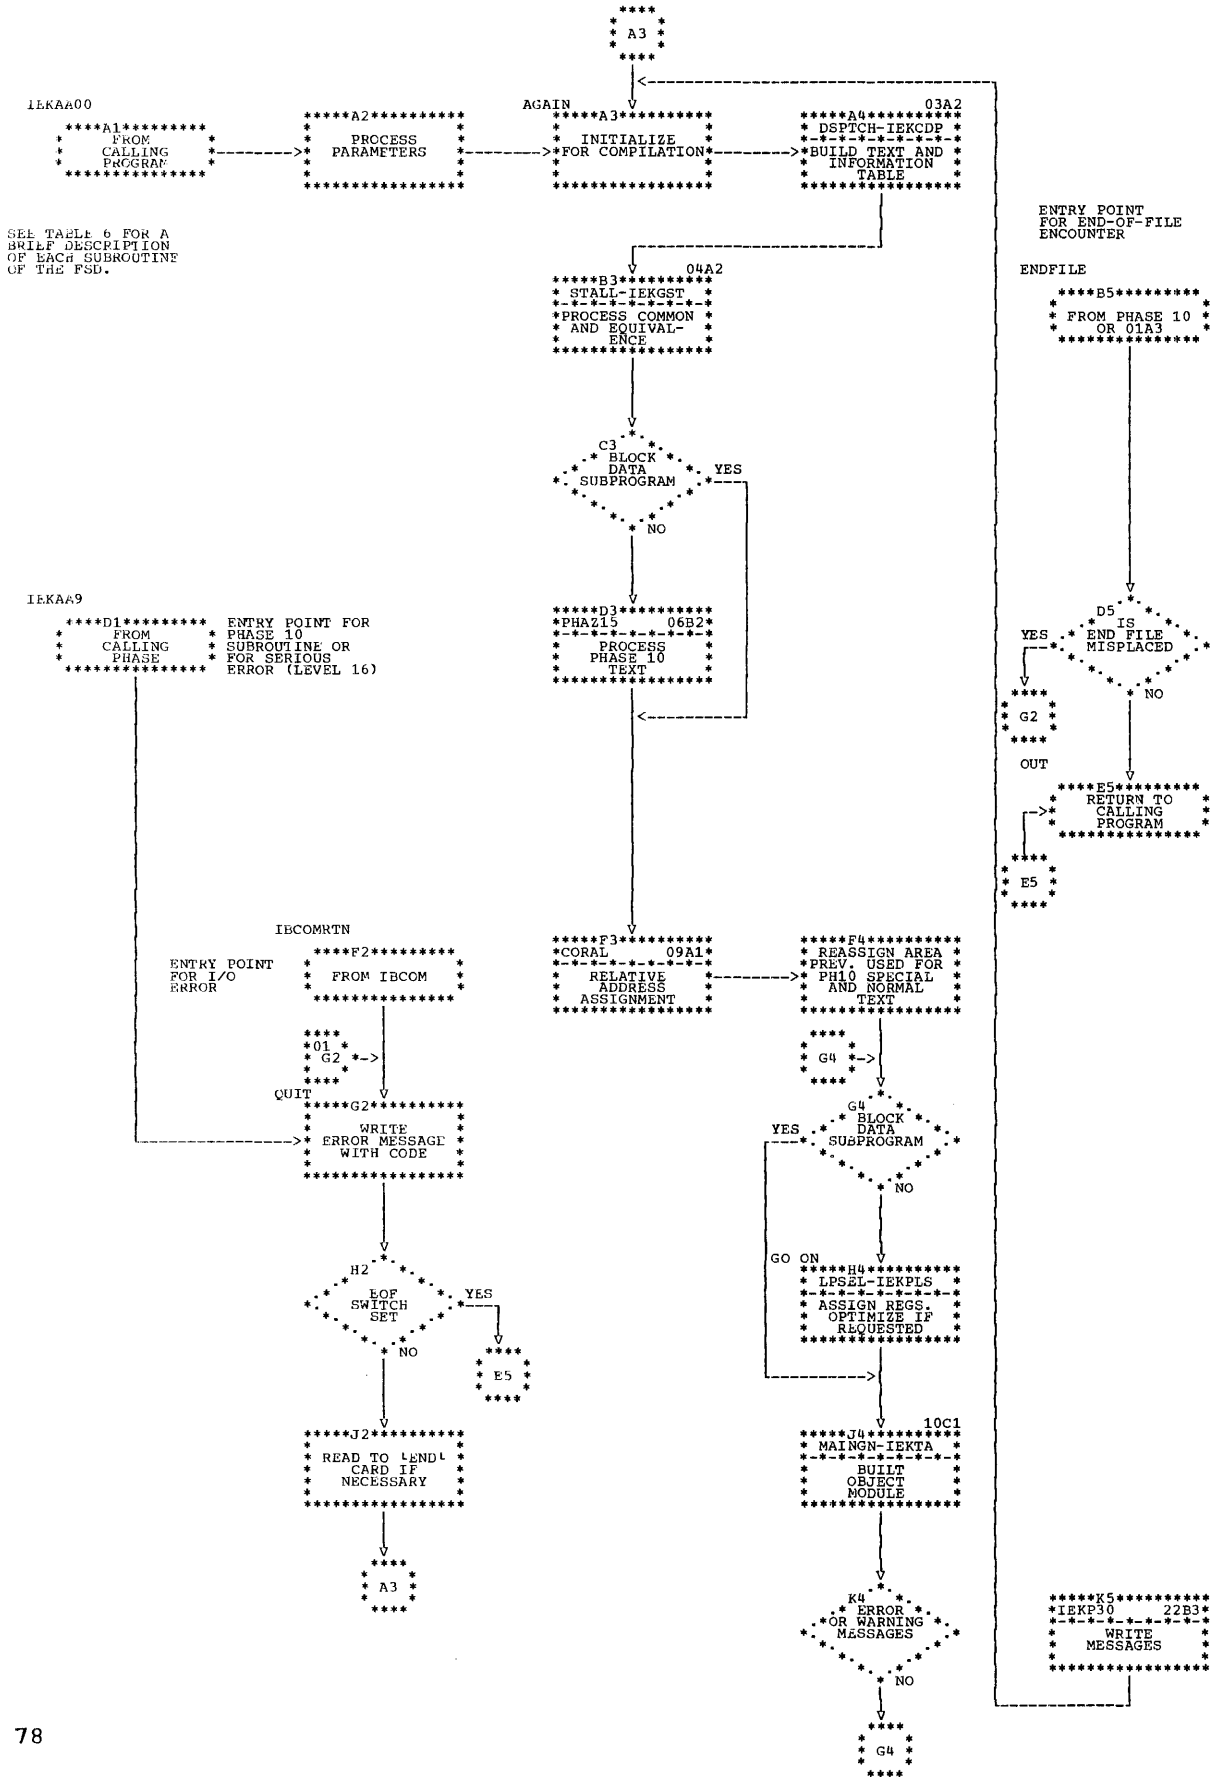 A3
IEKAA00
A1
FROM
CALLING
PROGRAM
A2
PROCESS
PARAMETERS
AGAIN
A3
INITIALIZE
FOR COMPILATION
03A2
A4
DSPTCH-IEKCDP
BUILD TEXT AND
INFORMATION
TABLE
SEE TABLE 6 FOR A
BRIEF DESCRIPTION
OF EACH SUBROUTINE
OF THE FSD.
ENTRY POINT
FOR END-OF-FILE
ENCOUNTER
ENDFILE
B5
FROM PHASE 10
OR 01A3
04A2
B3
STALL-IEKGST
PROCESS COMMON
AND EQUIVAL-
ENCE
C3
BLOCK
DATA
SUBPROGRAM
YES
NO
IEKAA9
D1
FROM
CALLING
PHASE
ENTRY POINT FOR
PHASE 10
SUBROUTINE OR
FOR SERIOUS
ERROR (LEVEL 16)
D3
PHAZ15 06B2
PROCESS
PHASE 10
TEXT
D5
IS
END FILE
MISPLACED
YES
NO
G2
OUT
E5
RETURN TO
CALLING
PROGRAM
E5
IBCOMRTN
F2
FROM IBCOM
ENTRY POINT
FOR I/O
ERROR
F3
CORAL 09A1
RELATIVE
ADDRESS
ASSIGNMENT
F4
REASSIGN AREA
PREV. USED FOR
PH10 SPECIAL
AND NORMAL
TEXT
01
G2
G4
QUIT
G2
WRITE
ERROR MESSAGE
WITH CODE
G4
BLOCK
DATA
SUBPROGRAM
YES
NO
H2
EOF
SWITCH
SET
YES
NO
E5
GO ON
H4
LPSEL-IEKPLS
ASSIGN REGS.
OPTIMIZE IF
REQUESTED
J2
READ TO 'END'
CARD IF
NECESSARY
A3
10C1
J4
MAINGN-IEKTA
BUILT
OBJECT
MODULE
K4
ERROR
OR WARNING
MESSAGES
NO
G4
K5
IEKP30 22B3
WRITE
MESSAGES
78